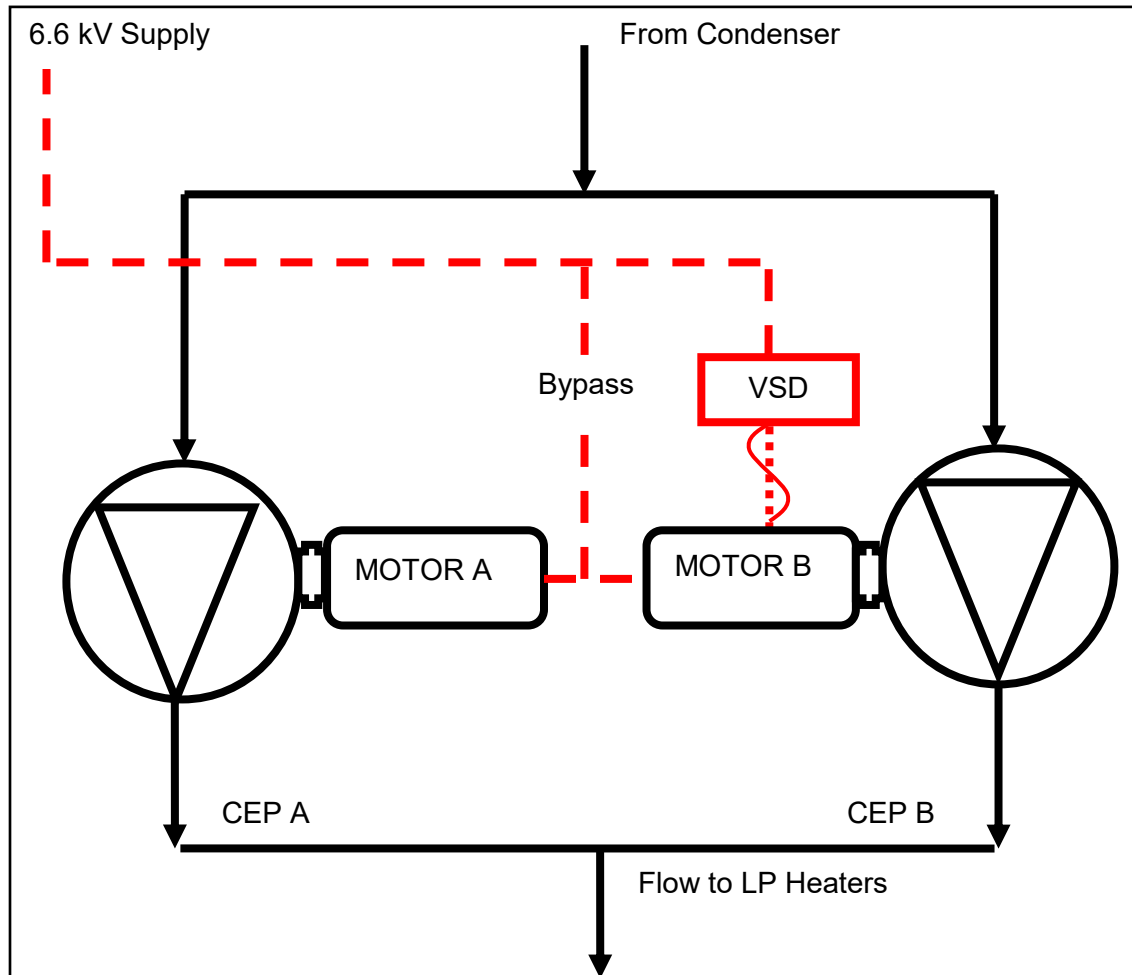 6.6 kV Supply
From Condenser
Bypass
VSD
MOTOR A
MOTOR B
CEP A
CEP B
Flow to LP Heaters